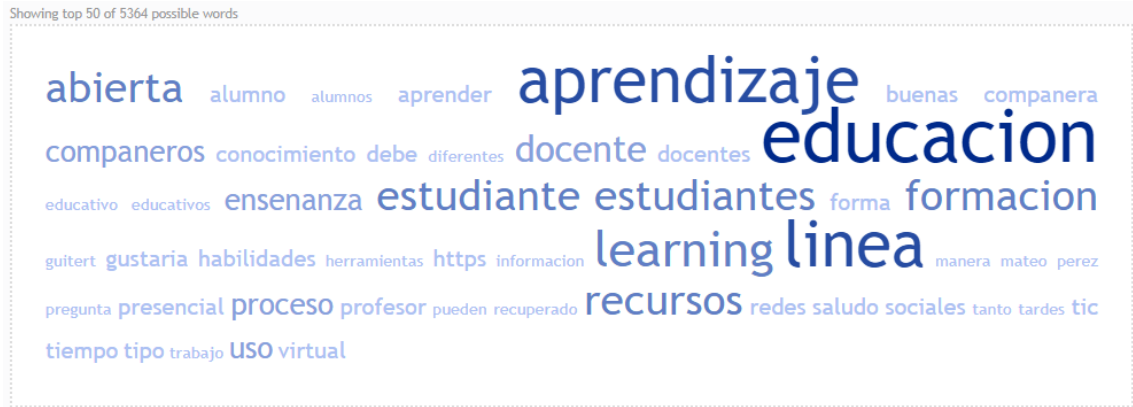 Showing top 50 of 5364 possible words
abierta alumno alumnos aprender aprendizaje buenas companera
companeros conocimiento debe diferentes docente docentes educacion
educativo educativos ensenanza estudiante estudiantes forma formacion
guitert gustaria habilidades herramientas https informacion learning linea manera mateo perez
pregunta presencial proceso profesor pueden recuperado recursos redes saludo sociales tanto tardes tic
tiempo tipo trabajo uso virtual